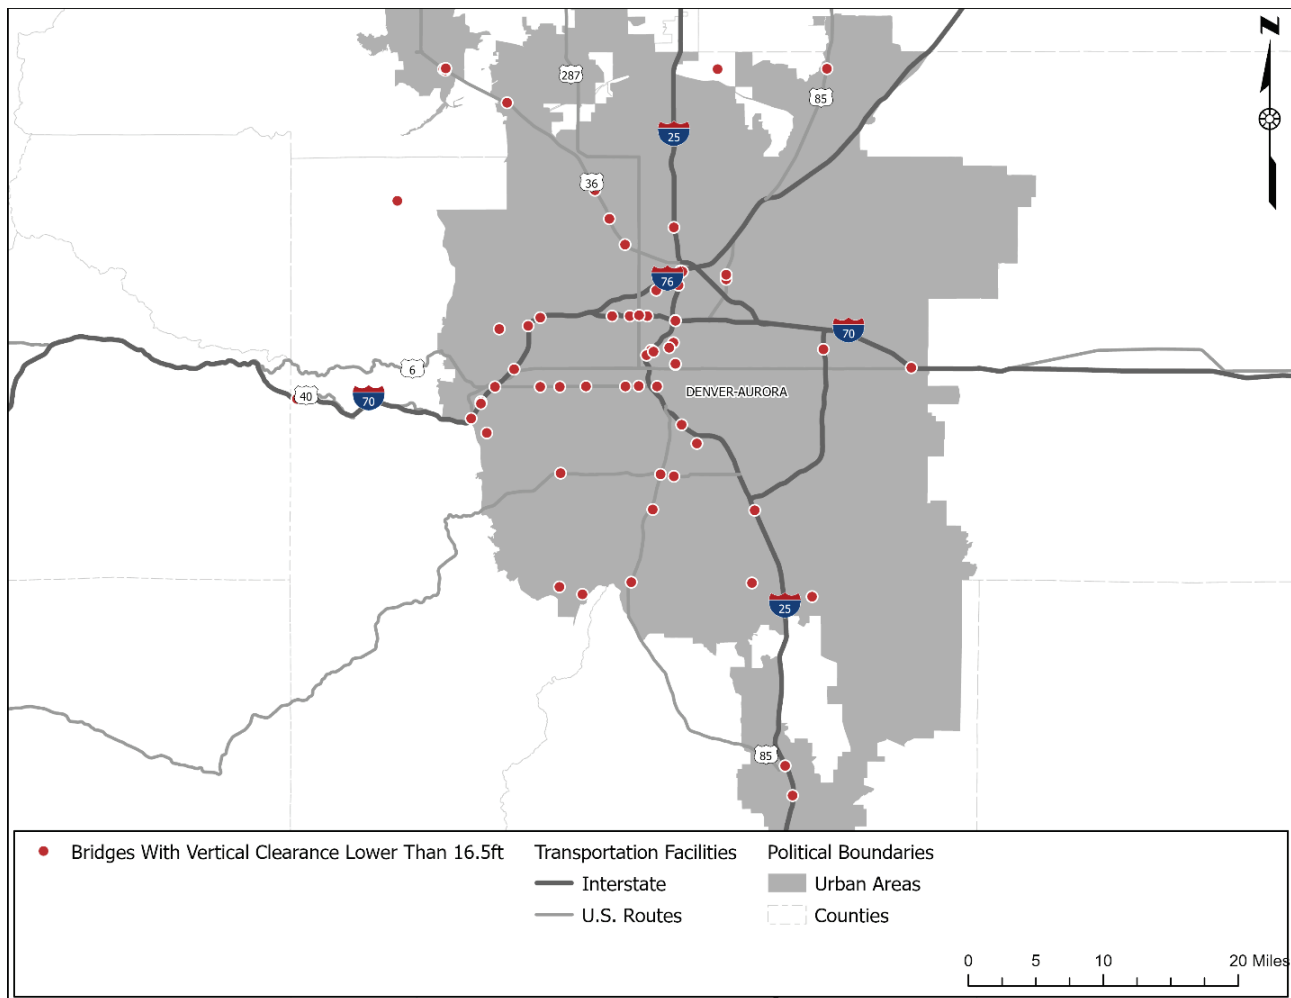 N
287
85
25
36
76
70
6
40
70
DENVER-AURORA
25
85
Bridges With Vertical Clearance Lower Than 16.5ft
Transportation Facilities
Interstate
U.S. Routes
Political Boundaries
Urban Areas
Counties
0 5 10 20 Miles